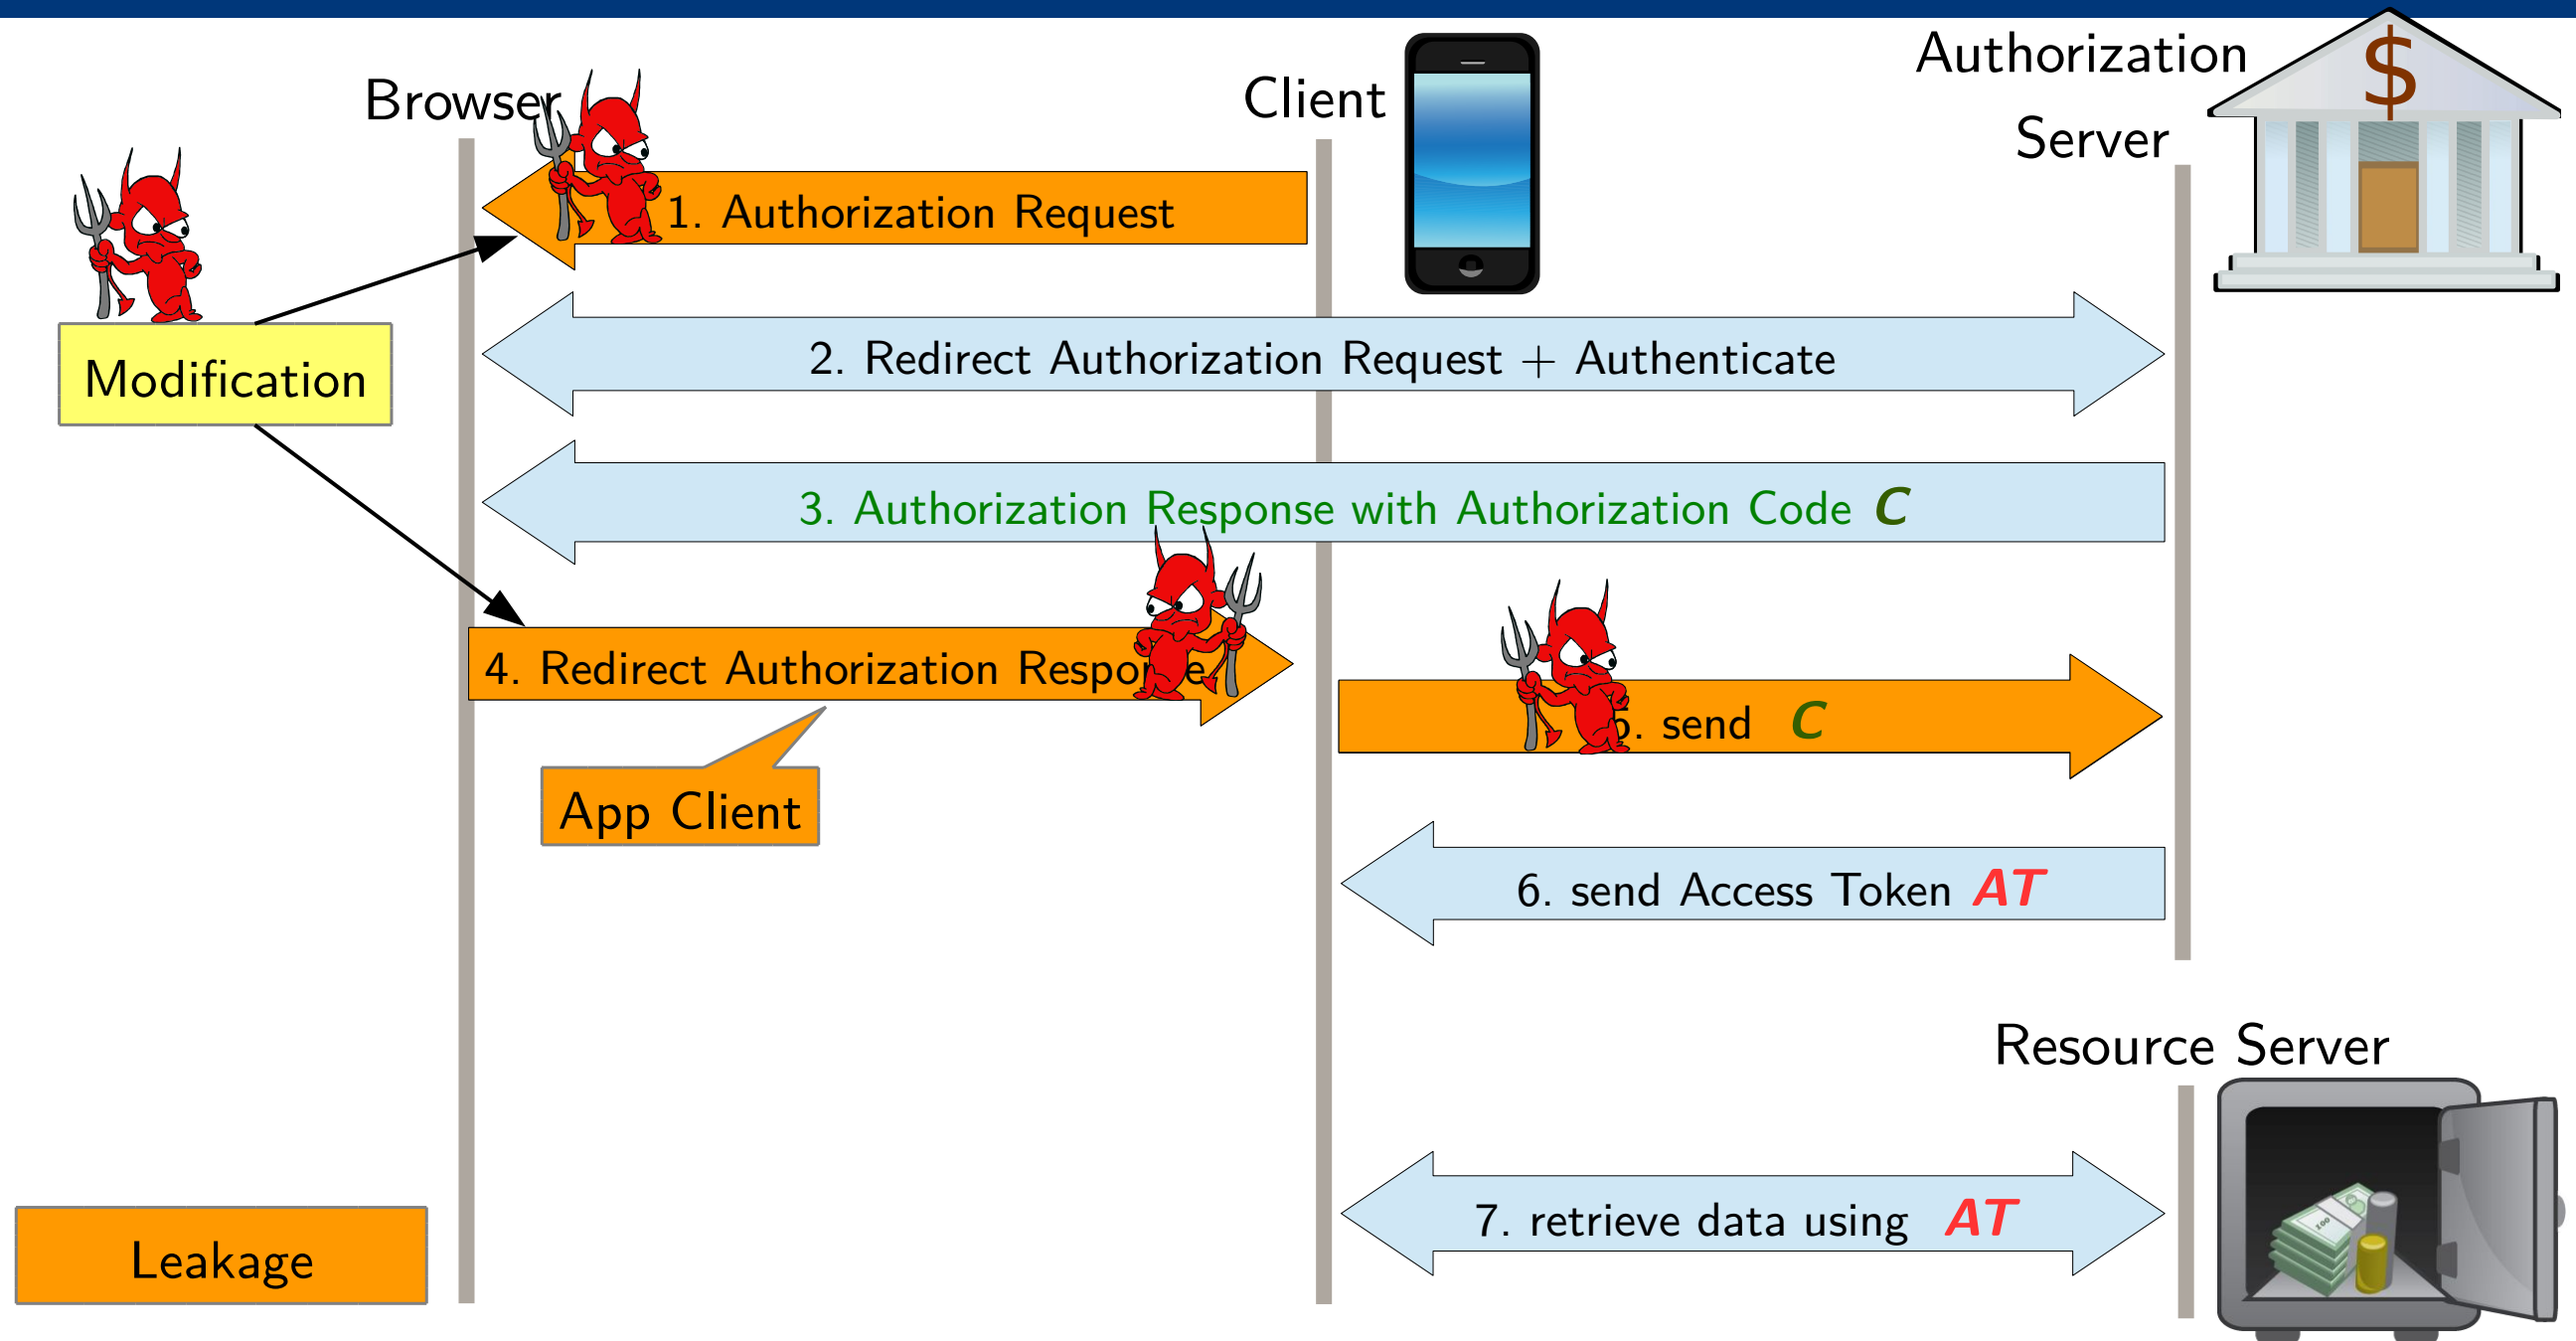 Browser
Client
Authorization
Server
$
1. Authorization Request
Modification
2. Redirect Authorization Request + Authenticate
3. Authorization Response with Authorization Code C
4. Redirect Authorization
send C
App Client
6. send Access Token AT
Resource Server
7. retrieve data using AT
Leakage